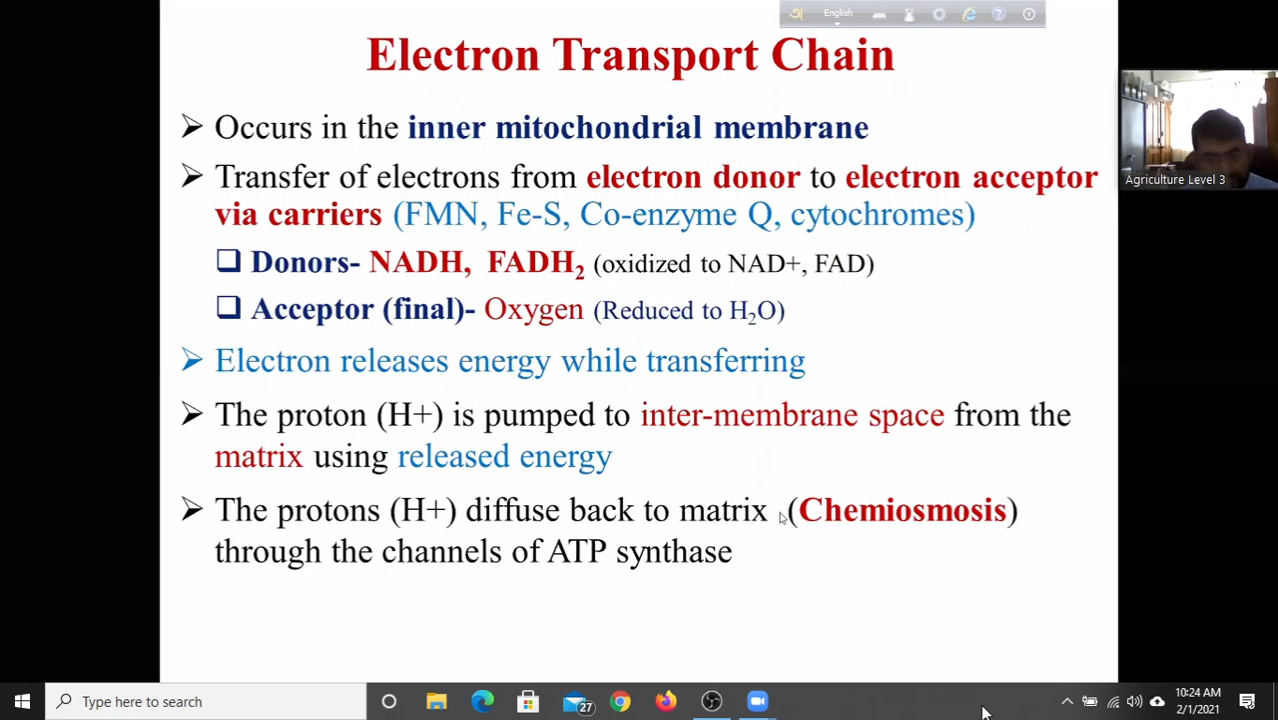 English
Electron Transport Chain
Occurs in the inner mitochondrial membrane
Transfer of electrons from electron donor to electron acceptor
via carriers (FMN, Fe-S, Co-enzyme Q, cytochromes)
Donors- NADH, FADH₂ (oxidized to NAD+, FAD)
Acceptor (final)- Oxygen (Reduced to H₂O)
Electron releases energy while transferring
The proton (H+) is pumped to inter-membrane space from the
matrix using released energy
The protons (H+) diffuse back to matrix (Chemiosmosis)
through the channels of ATP synthase
Agriculture Level 3
Type here to search
27
10:24 AM
2/1/2021